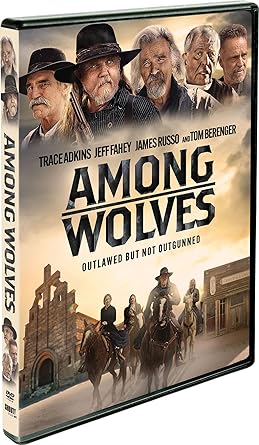 TRACE ADKINS JEFF FAHEY JAMES RUSSO AND TOM BERENGER
AMONG
WOLVES
OUTLAWED BUT NOT OUTGUNNED
AMONG WOLVES
DVD